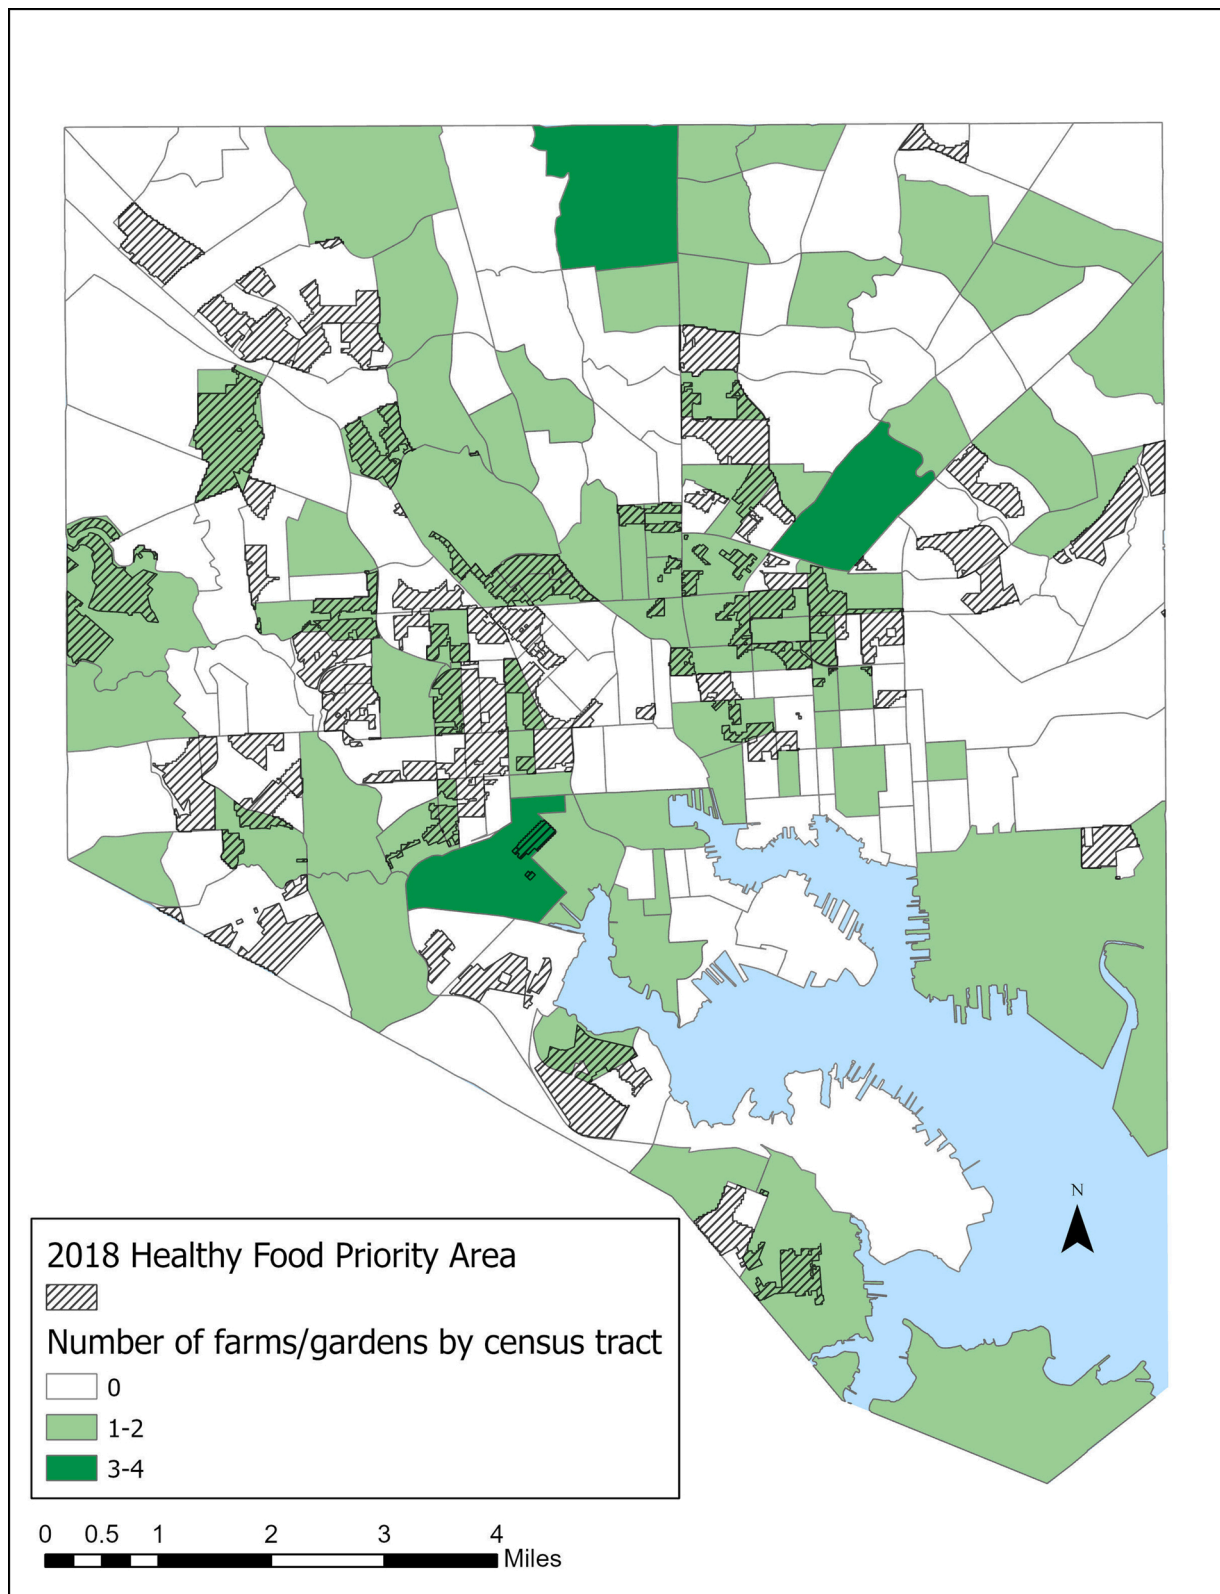 N
2018 Healthy Food Priority Area
Number of farms/gardens by census tract
0
1-2
3-4
0 0.5 1 2 3 4
Miles